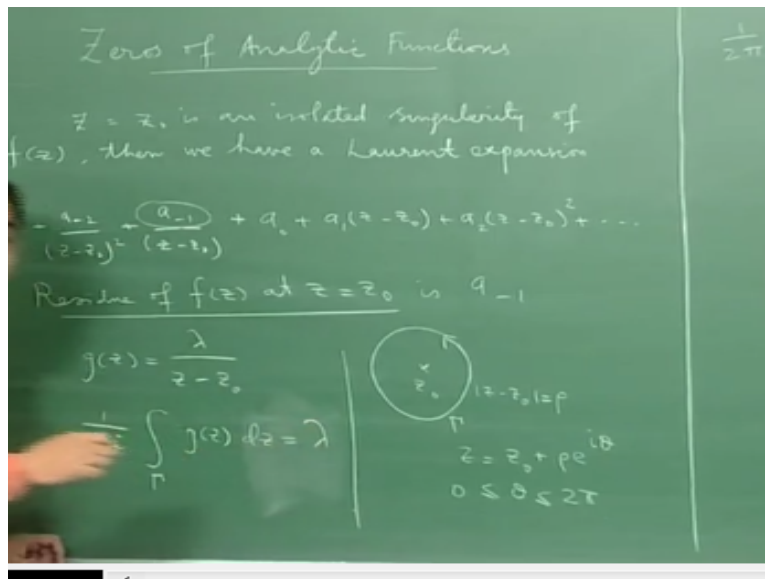 Zeros of Analytic Functions
z = z₀ is an isolated singularity of
f(z), then we have a Laurent expansion
a₋₂/(z-z₀)² + a₋₁/(z-z₀) + a₀ + a₁(z-z₀) + a₂(z-z₀)² + ...
Residue of f(z) at z=z₀ is a₋₁
g(z) = λ/(z-z₀)
∫_Γ g(z) dz = λ
z₀
|z-z₀|=ρ
Γ
z = z₀ + ρe^{iθ}
0 ≤ θ ≤ 2π
1/2π